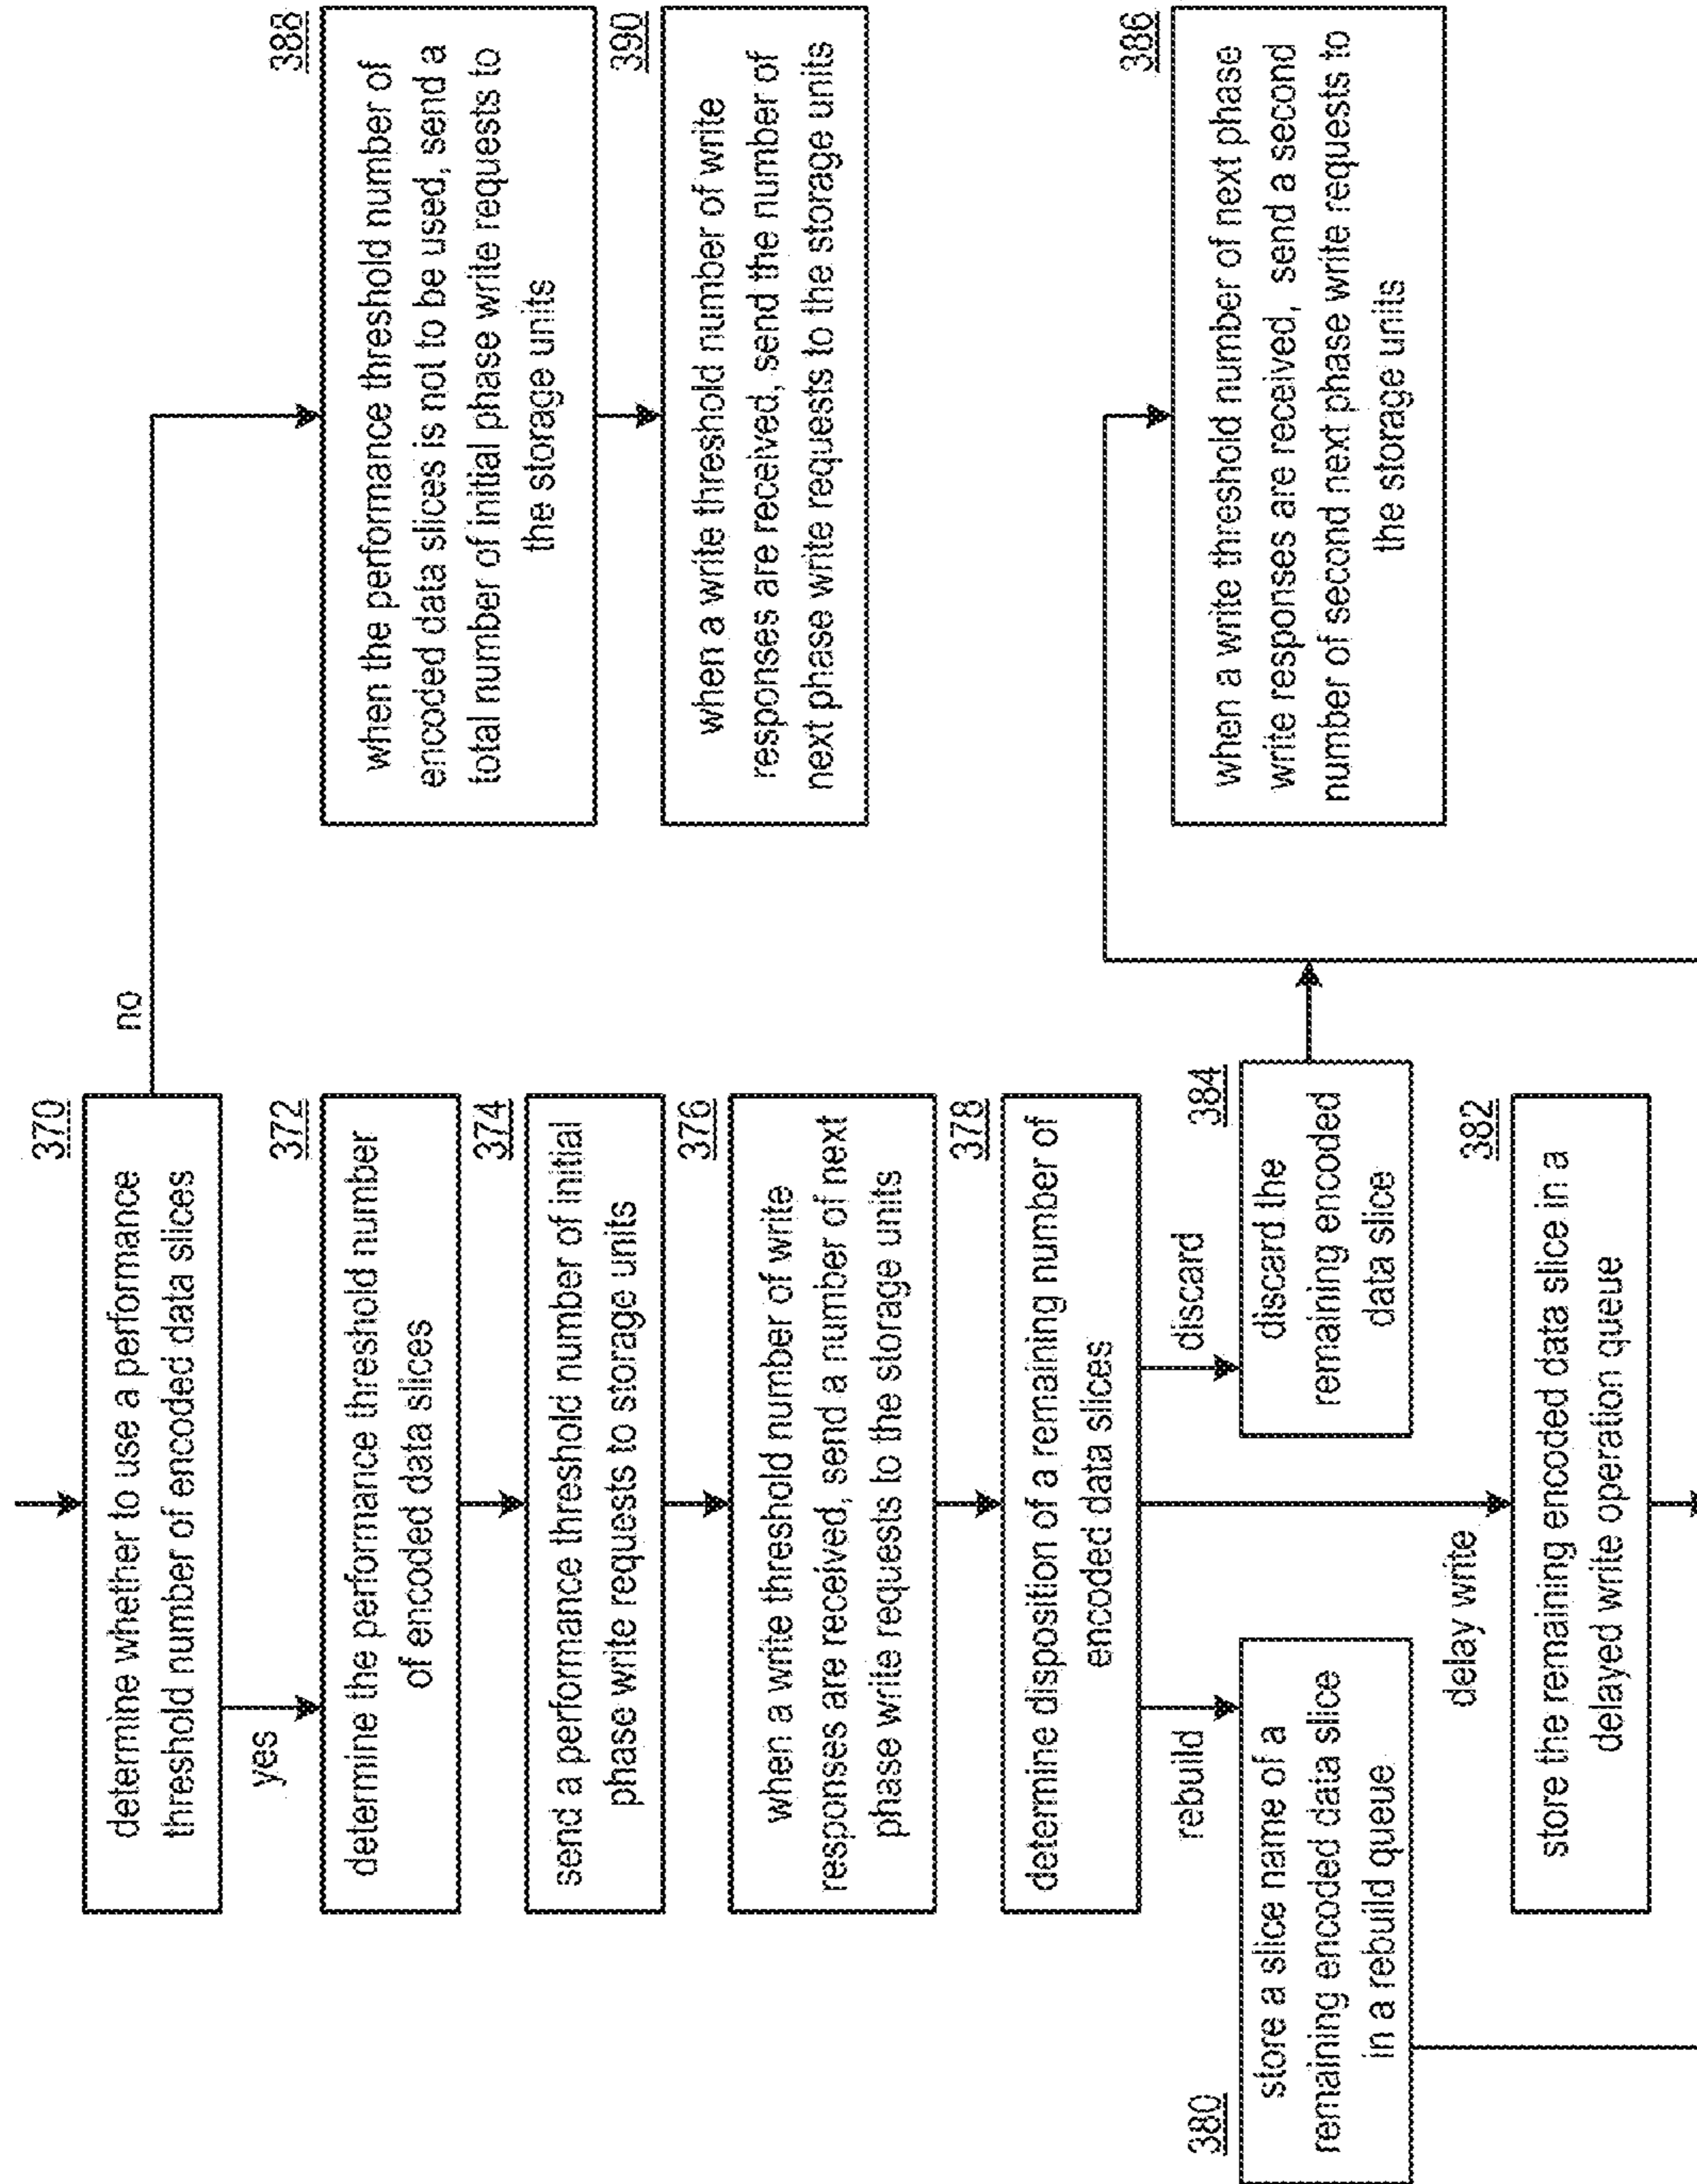 370
determine whether to use a performance
threshold number of encoded data slices
no
yes
372
determine the performance threshold number
of encoded data slices
374
send a performance threshold number of initial
phase write requests to storage units
376
when a write threshold number of write
responses are received, send a number of next
phase write requests to the storage units
378
determine disposition of a remaining number of
encoded data slices
rebuild
discard
delay write
380
store a slice name of a
remaining encoded data slice
in a rebuild queue
384
discard the
remaining encoded
data slice
382
store the remaining encoded data slice in a
delayed write operation queue
388
when the performance threshold number of
encoded data slices is not to be used, send a
total number of initial phase write requests to
the storage units
390
when a write threshold number of write
responses are received, send the number of
next phase write requests to the storage units
386
when a write threshold number of next phase
write responses are received, send a second
number of second next phase write requests to
the storage units